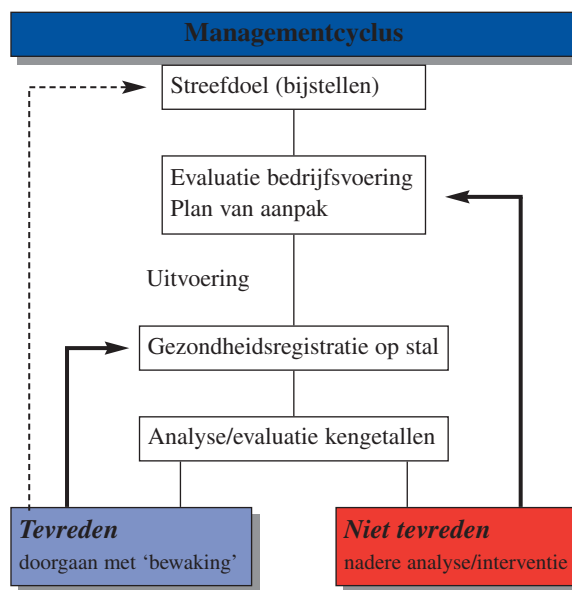 Managementcyclus
Streefdoel (bijstellen)
Evaluatie bedrijfsvoering
Plan van aanpak
Uitvoering
Gezondheidsregistratie op stal
Analyse/evaluatie kengetallen
Tevreden
doorgaan met ‘bewaking’
Niet tevreden
nadere analyse/interventie